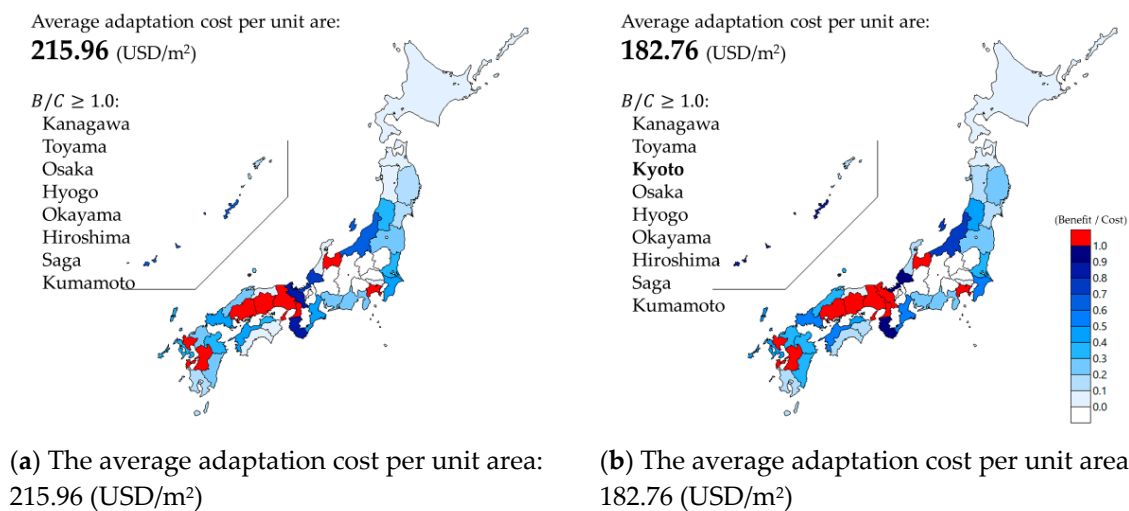 Average adaptation cost per unit are:
215.96 (USD/m²)
B/C ≥ 1.0:
Kanagawa
Toyama
Osaka
Hyogo
Okayama
Hiroshima
Saga
Kumamoto
Average adaptation cost per unit are:
182.76 (USD/m²)
B/C ≥ 1.0:
Kanagawa
Toyama
Kyoto
Osaka
Hyogo
Okayama
Hiroshima
Saga
Kumamoto
(Benefit / Cost)
1.0
0.9
0.8
0.7
0.6
0.5
0.4
0.3
0.2
0.1
0.0
(a) The average adaptation cost per unit area:
215.96 (USD/m²)
(b) The average adaptation cost per unit area
182.76 (USD/m²)